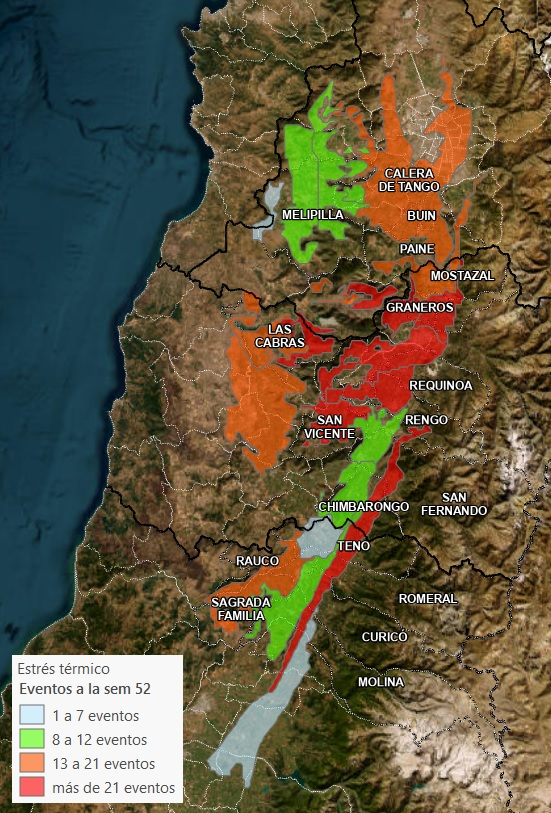 CALERA
DE TANGO
MELIPILLA
BUIN
PAINE
MOSTAZAL
GRANEROS
LAS
CABRAS
REQUINOA
SAN
VICENTE
RENGO
CHIMBARONGO
SAN
FERNANDO
TENO
RAUCO
SAGRADA
FAMILIA
ROMERAL
CURICÓ
MOLINA
Estrés térmico
Eventos a la sem 52
1 a 7 eventos
8 a 12 eventos
13 a 21 eventos
más de 21 eventos